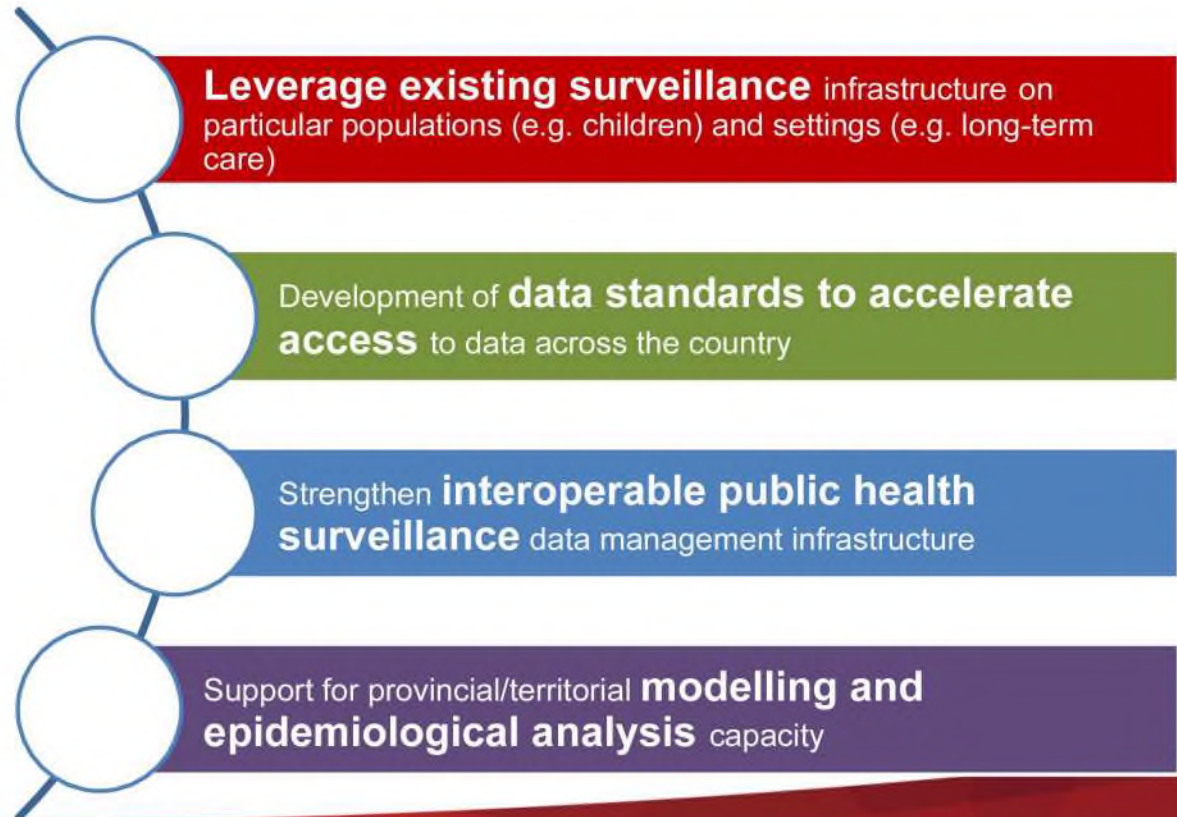 Leverage existing surveillance infrastructure on
particular populations (e.g. children) and settings (e.g. long-term
care)
Development of data standards to accelerate
access to data across the country
Strengthen interoperable public health
surveillance data management infrastructure
Support for provincial/territorial modelling and
epidemiological analysis capacity